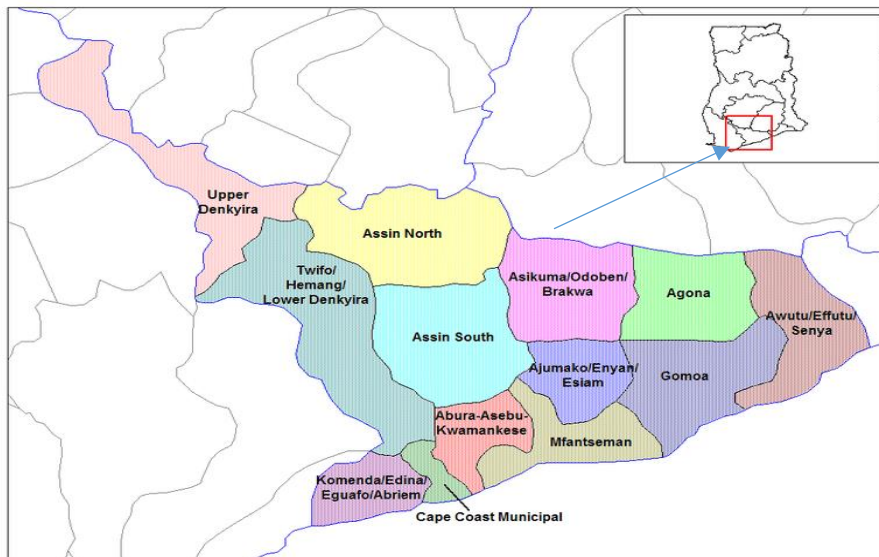 Upper
Denkyira
Assin North
Twifo/
Hemang/
Lower Denkyira
Asikuma/Odoben/
Brakwa
Agona
Awutu/Effutu/
Senya
Assin South
Ajumako/Enyan/
Esiam
Gomoa
Abura-Asebu-
Kwamankese
Mfantseman
Komenda/Edina/
Eguafo/Abriem
Cape Coast Municipal